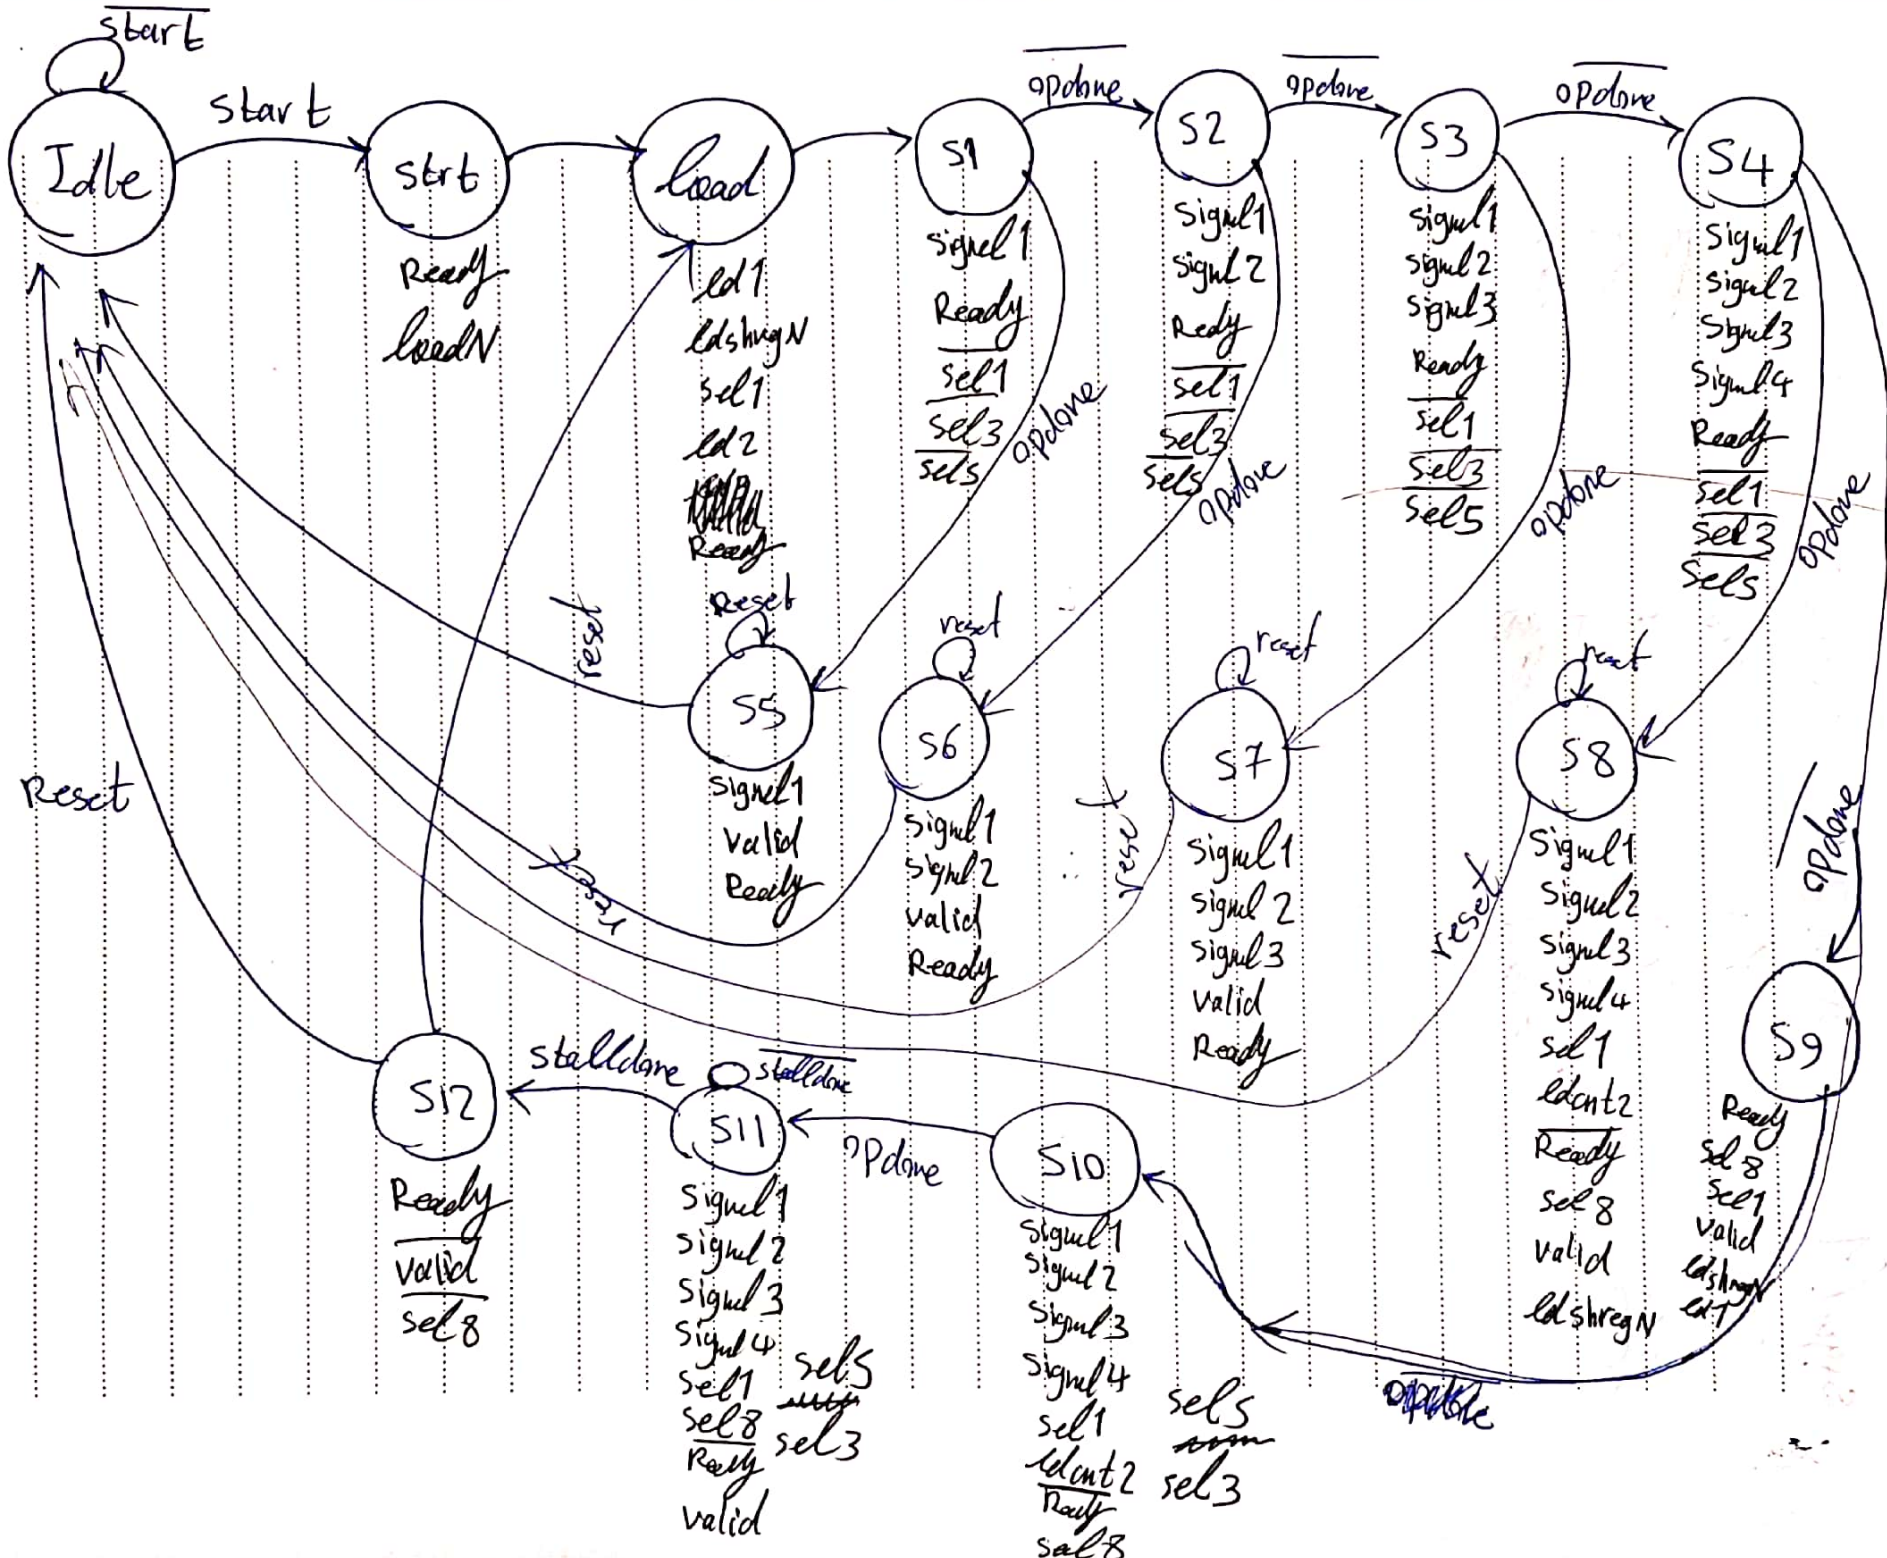 start
start
Idle
strt
Ready
loadN
load
ld1
ldshregN
sel1
ld2
Ready
S1
Signal1
Ready
sel1
sel3
sel5
opdone
opdone
S2
Signal1
Signal2
Redy
sel1
sel3
sel5
opdone
opdone
S3
Signal1
Signal2
Signal3
Ready
sel1
sel3
sel5
opdone
opdone
S4
Signal1
Signal2
Signal3
Signal4
Ready
sel1
sel3
sel5
opdone
opdone
Reset
S5
Signal1
valid
Ready
reset
reset
S6
Signal1
Signal2
valid
Ready
reset
reset
S7
Signal1
Signal2
Signal3
valid
Ready
reset
reset
S8
Signal1
Signal2
Signal3
Signal4
sel1
ldcnt2
Ready
sel8
valid
ldshregN
reset
S9
Ready
sel8
sel1
valid
ldshregN
S10
Signal1
Signal2
Signal3
Signal4
sel1
ldcnt2
Ready
sel8
sel5
sel3
opdone
S11
stalldone
Signal1
Signal2
Signal3
Signal4
sel1
sel8
Ready
valid
sel5
sel3
stalldone
S12
Ready
valid
sel8
Reset